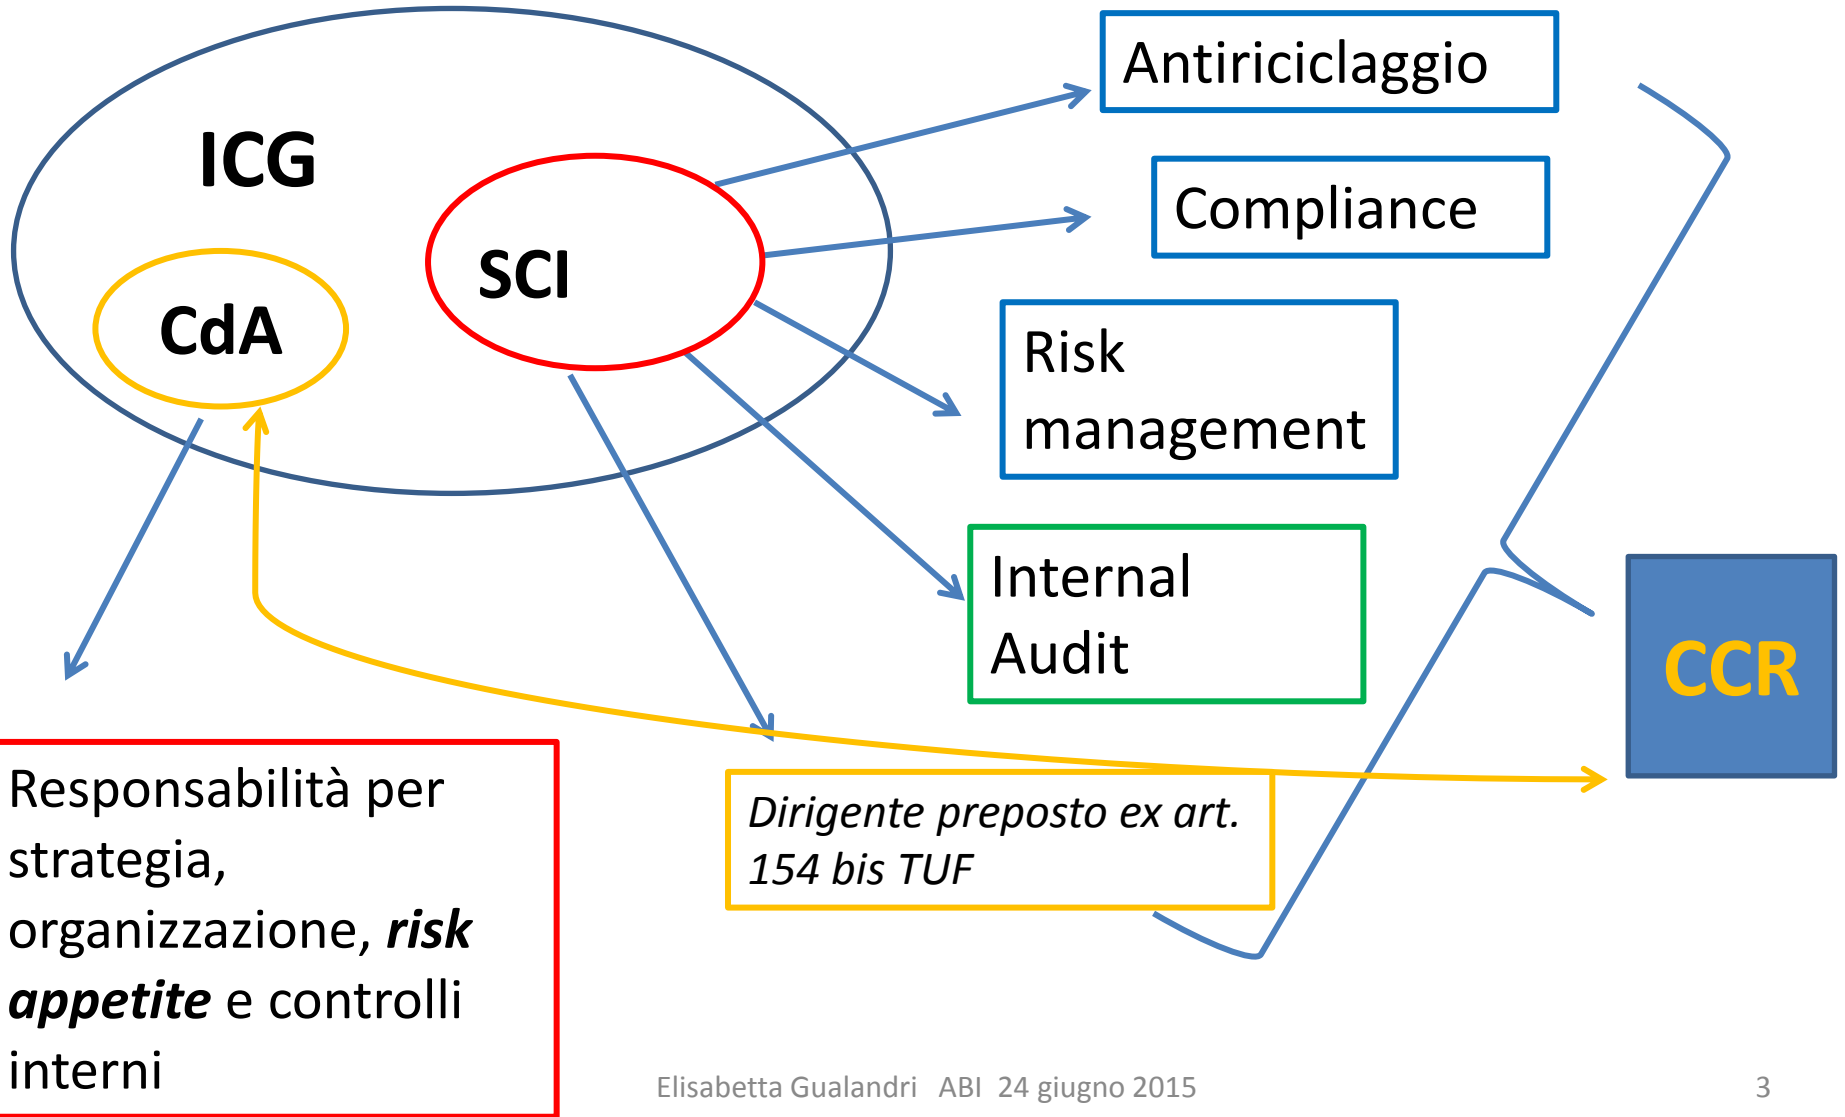 Antiriciclaggio
ICG
Compliance
SCI
CdA
Risk
management
Internal
Audit
CCR
Responsabilità per
strategia,
organizzazione, risk
appetite e controlli
interni
Dirigente preposto ex art.
154 bis TUF
Elisabetta Gualandri ABI 24 giugno 2015
3